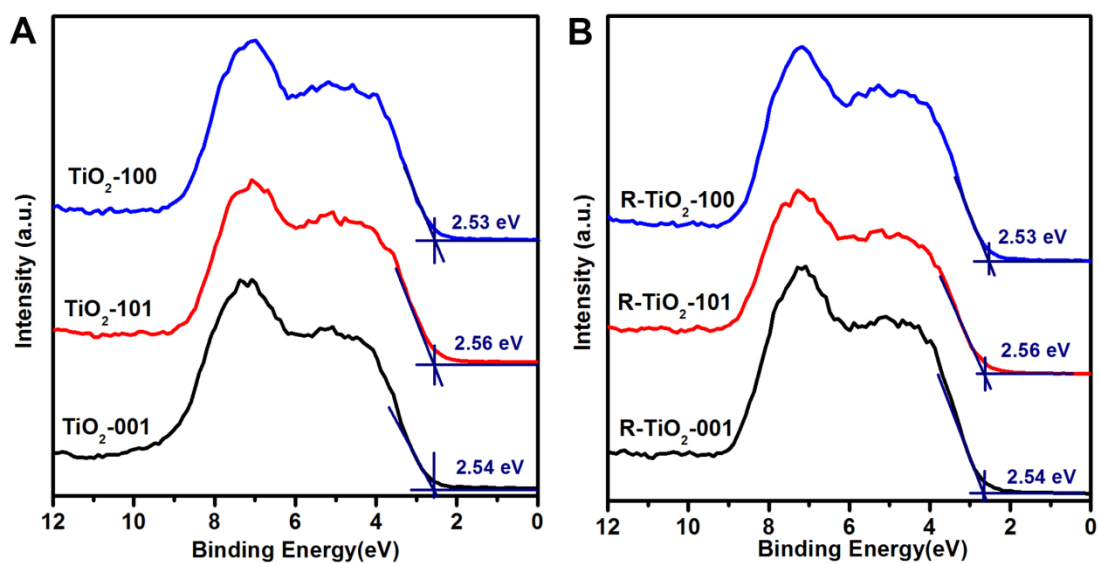 A
Intensity (a.u.)
TiO2-100
2.53 eV
TiO2-101
2.56 eV
TiO2-001
2.54 eV
12 10 8 6 4 2 0
Binding Energy(eV)
B
Intensity (a.u.)
R-TiO2-100
2.53 eV
R-TiO2-101
2.56 eV
R-TiO2-001
2.54 eV
12 10 8 6 4 2 0
Binding Energy(eV)